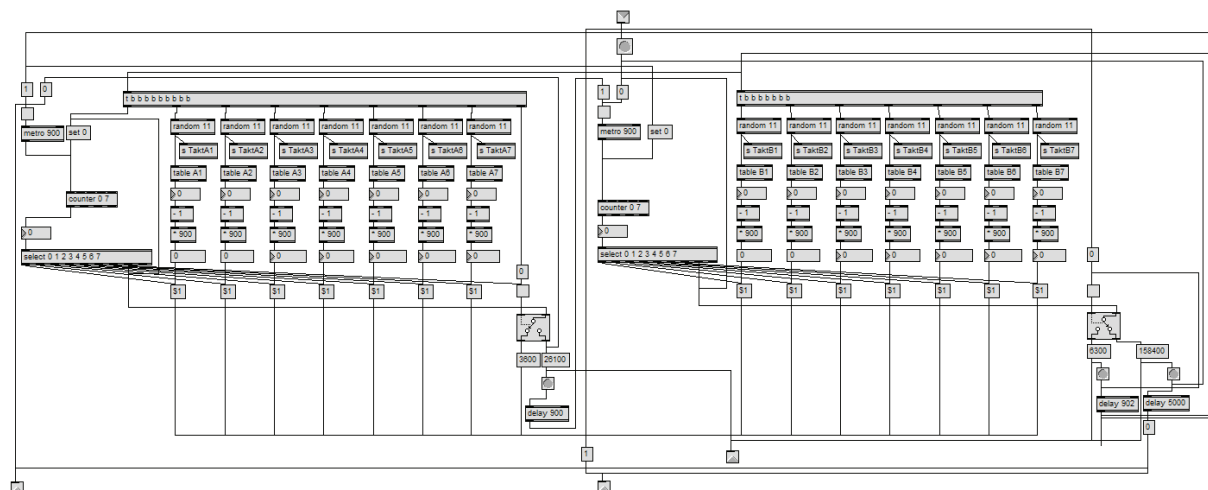 1 0
t b b b b b b b b b
random 11 random 11 random 11 random 11 random 11 random 11 random 11
metro 900 set 0
s TaktA1 s TaktA2 s TaktA3 s TaktA4 s TaktA5 s TaktA6 s TaktA7
table A1 table A2 table A3 table A4 table A5 table A6 table A7
counter 0 7
0 0 0 0 0 0 0
- 1 - 1 - 1 - 1 - 1 - 1 - 1
* 900 * 900 * 900 * 900 * 900 * 900 * 900
0
select 0 1 2 3 4 5 6 7
0 0 0 0 0 0 0
0
$1 $1 $1 $1 $1 $1 $1
3600 26100
delay 900
1 0
t b b b b b b b
random 11 random 11 random 11 random 11 random 11 random 11 random 11
metro 900 set 0
s TaktB1 s TaktB2 s TaktB3 s TaktB4 s TaktB5 s TaktB6 s TaktB7
table B1 table B2 table B3 table B4 table B5 table B6 table B7
0 0 0 0 0 0 0
counter 0 7
- 1 - 1 - 1 - 1 - 1 - 1 - 1
* 900 * 900 * 900 * 900 * 900 * 900 * 900
0
select 0 1 2 3 4 5 6 7
0 0 0 0 0 0 0
0
$1 $1 $1 $1 $1 $1 $1
6300 158400
delay 902 delay 5000
0
1